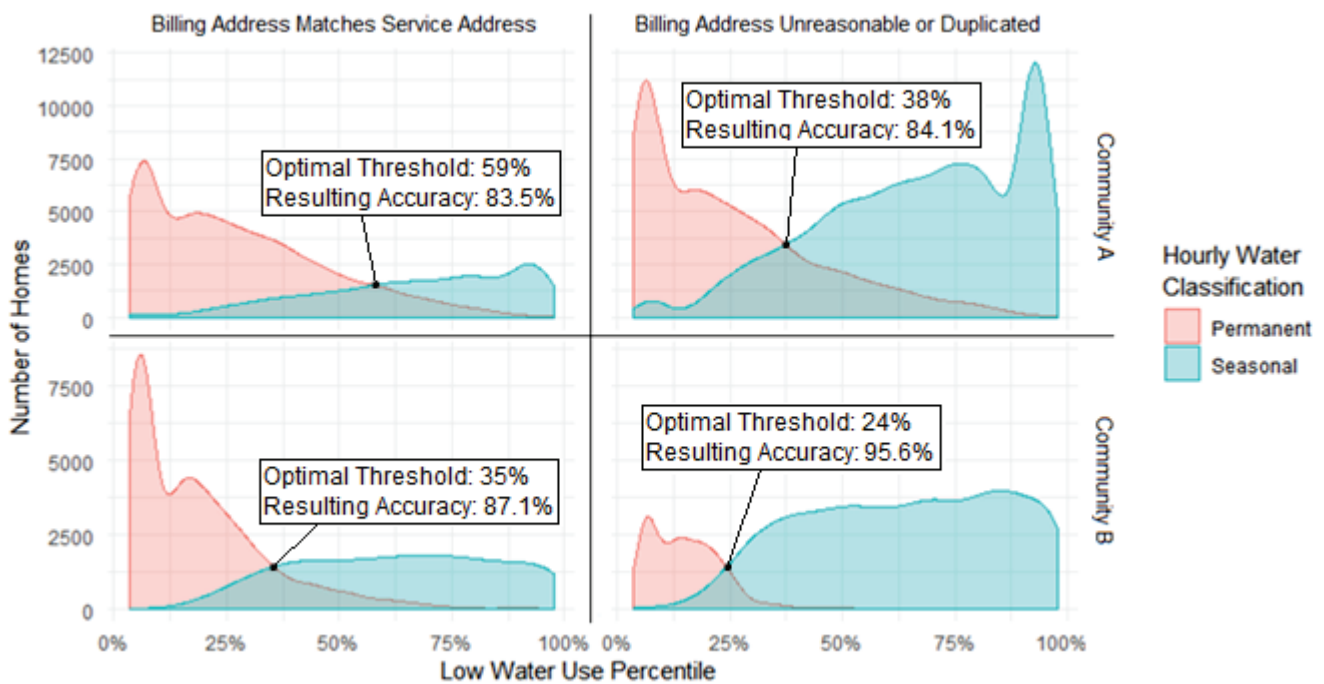 Billing Address Matches Service Address
Billing Address Unreasonable or Duplicated
Number of Homes
12500
10000
7500
5000
2500
0
Optimal Threshold: 59%
Resulting Accuracy: 83.5%
Optimal Threshold: 38%
Resulting Accuracy: 84.1%
Community A
7500
5000
2500
0
Optimal Threshold: 35%
Resulting Accuracy: 87.1%
Optimal Threshold: 24%
Resulting Accuracy: 95.6%
Community B
0%
25%
50%
75%
100%
0%
25%
50%
75%
100%
Low Water Use Percentile
Hourly Water
Classification
Permanent
Seasonal